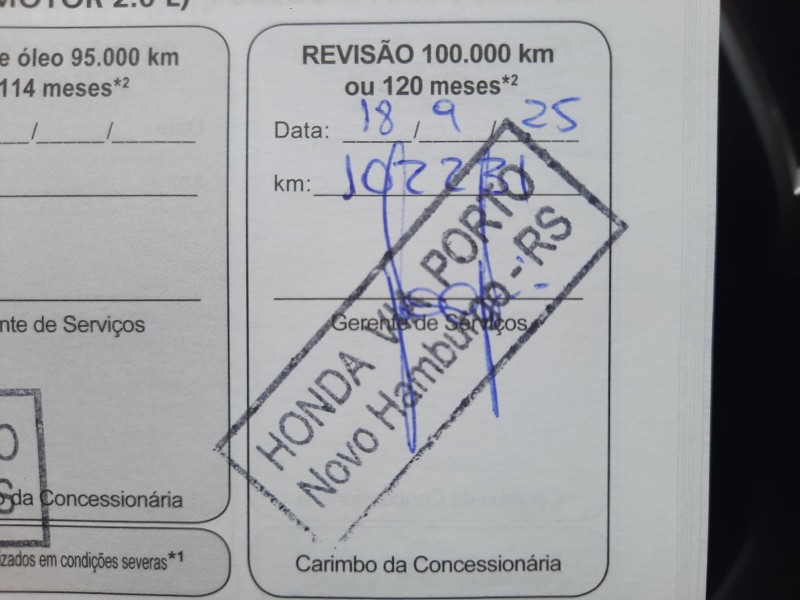 MOTOR 2.0 L)
e óleo 95.000 km
114 meses*2
/ /
nte de Serviços
O
S
da Concessionária
izados em condições severas*1
REVISÃO 100.000 km
ou 120 meses*2
Data: 18/9/25
km: 102231
Gerente de Serviços
HONDA VIA PORTO
Novo Hamburgo - RS
Carimbo da Concessionária